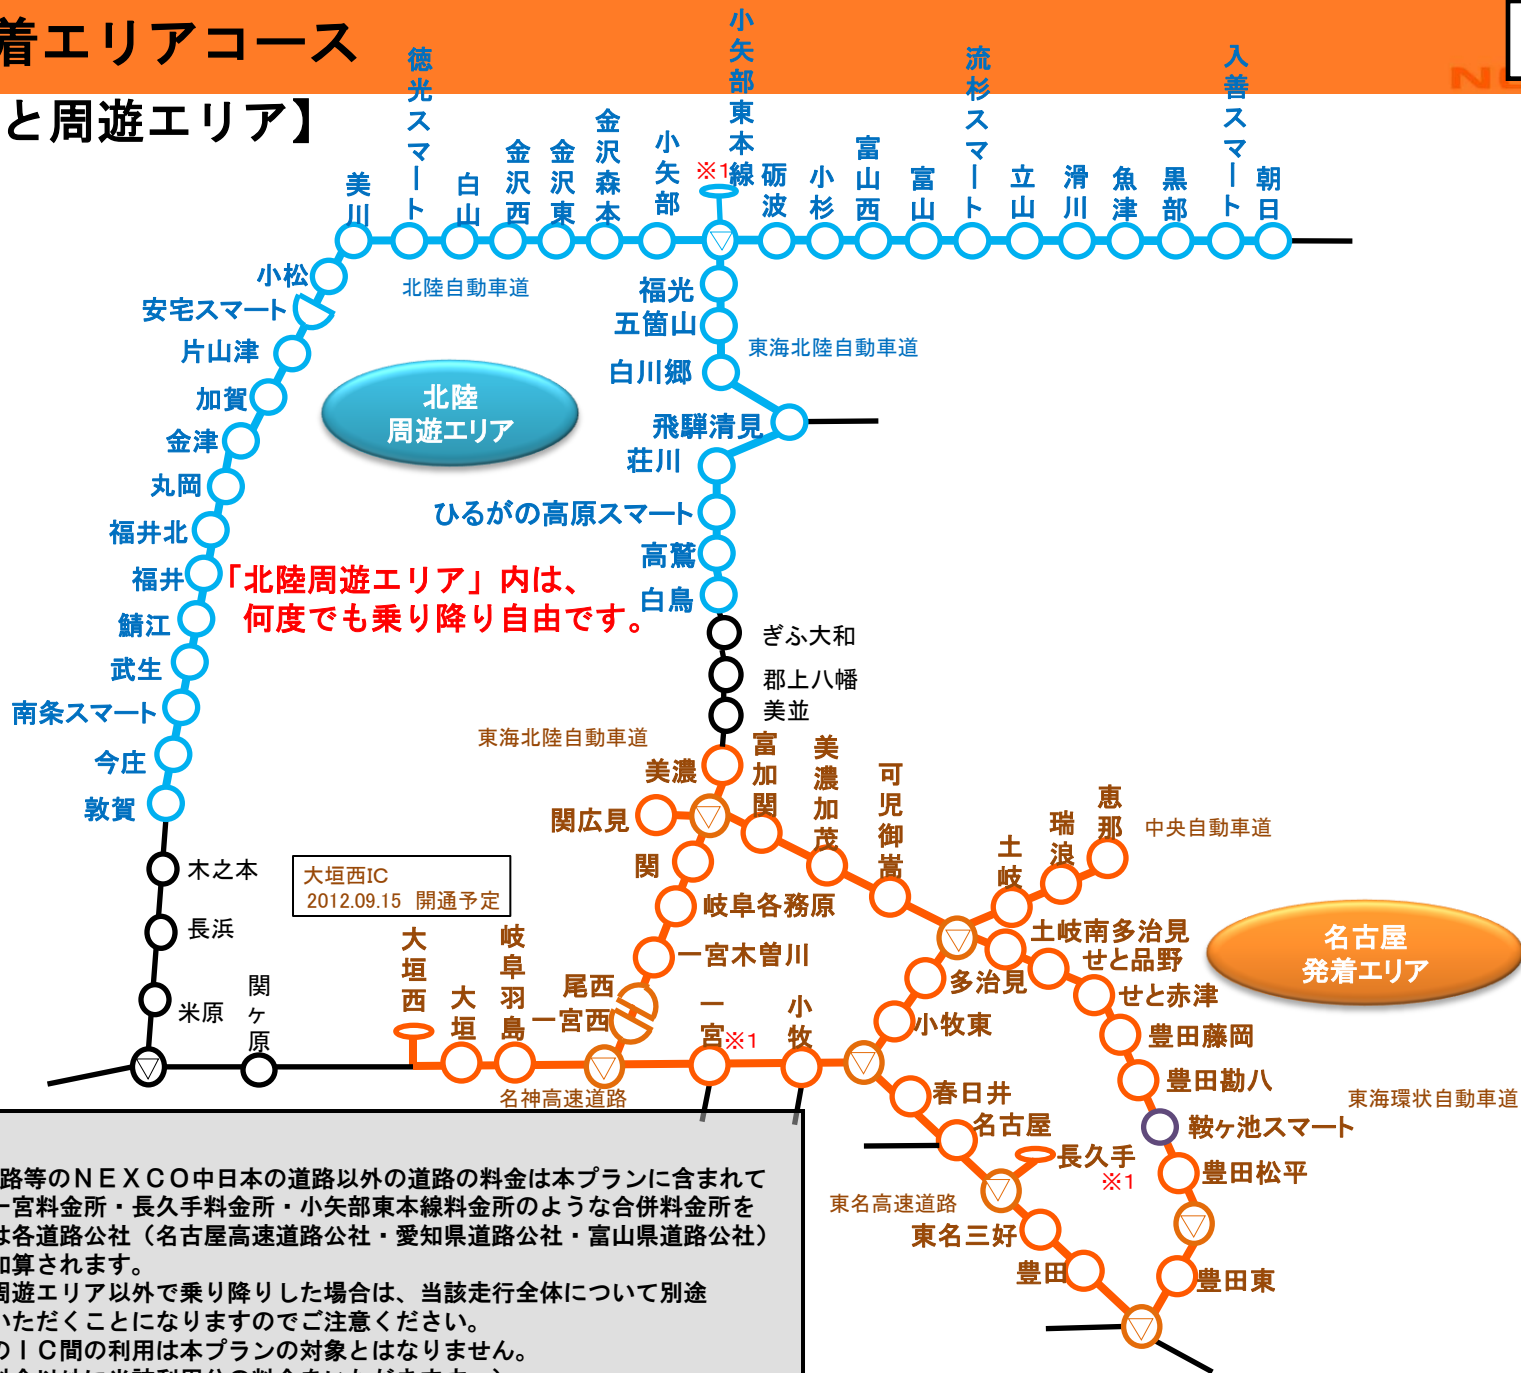 着エリアコース
と周遊エリア】
徳光スマート
小矢部東本線
流杉スマート
入善スマート
美川
白山
金沢西
金沢東
金沢森本
小矢部
※1
砺波
小杉
富山西
富山
立山
滑川
魚津
黒部
朝日
小松
北陸自動車道
安宅スマート
片山津
加賀
金津
丸岡
福井北
福井
鯖江
武生
南条スマート
今庄
敦賀
木之本
長浜
米原
関ヶ原
北陸
周遊エリア
福光
五箇山
東海北陸自動車道
白川郷
飛騨清見
荘川
ひるがの高原スマート
高鷲
白鳥
「北陸周遊エリア」内は、
何度でも乗り降り自由です。
ぎふ大和
郡上八幡
美並
東海北陸自動車道
美濃
富加関
美濃加茂
可児御嵩
関広見
関
岐阜各務原
一宮木曽川
尾西
一宮西
土岐
瑞浪
恵那
中央自動車道
大垣西IC
2012.09.15 開通予定
大垣西
大垣
岐阜羽島
一宮
※1
小牧
名神高速道路
土岐南多治見
せと品野
多治見
せと赤津
小牧東
豊田藤岡
豊田勘八
東海環状自動車道
鞍ヶ池スマート
豊田松平
豊田東
名古屋
発着エリア
春日井
名古屋
長久手
※1
東名高速道路
東名三好
豊田
路等のＮＥＸＣＯ中日本の道路以外の道路の料金は本プランに含まれて
一宮料金所・長久手料金所・小矢部東本線料金所のような合併料金所を
は各道路公社（名古屋高速道路公社・愛知県道路公社・富山県道路公社）
加算されます。
周遊エリア以外で乗り降りした場合は、当該走行全体について別途
いただくことになりますのでご注意ください。
のＩＣ間の利用は本プランの対象とはなりません。